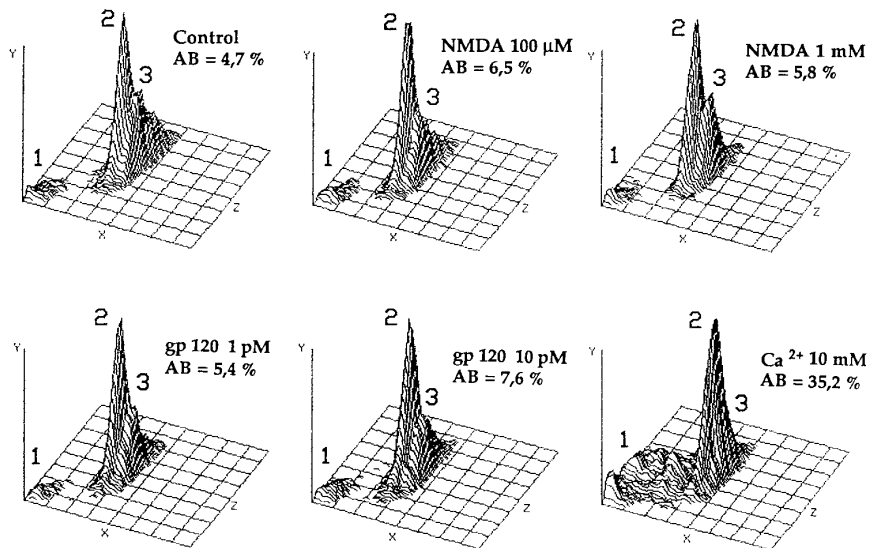 Control
AB = 4,7 %
2
3
1
Y
X
Z
NMDA 100 µM
AB = 6,5 %
2
3
1
Y
X
Z
NMDA 1 mM
AB = 5,8 %
2
3
1
Y
X
Z
gp 120 1 pM
AB = 5,4 %
2
3
1
Y
X
Z
gp 120 10 pM
AB = 7,6 %
2
3
1
Y
X
Z
Ca 2+ 10 mM
AB = 35,2 %
2
3
1
Y
X
Z